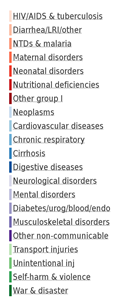 HIV/AIDS & tuberculosis
Diarrhea/LRI/other
NTDs & malaria
Maternal disorders
Neonatal disorders
Nutritional deficiencies
Other group I
Neoplasms
Cardiovascular diseases
Chronic respiratory
Cirrhosis
Digestive diseases
Neurological disorders
Mental disorders
Diabetes/urog/blood/endo
Musculoskeletal disorders
Other non-communicable
Transport injuries
Unintentional inj
Self-harm & violence
War & disaster